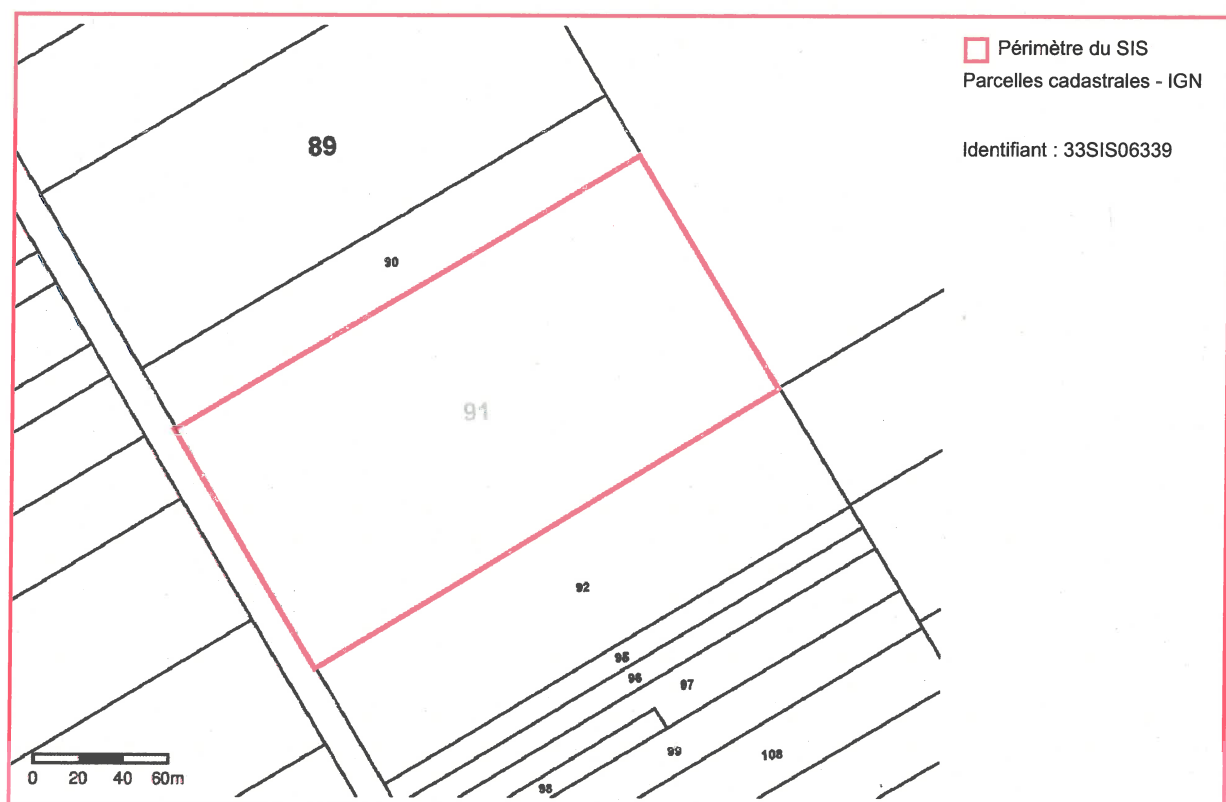 Périmètre du SIS
Parcelles cadastrales - IGN
Identifiant : 33SIS06339
89
90
91
92
95
96
97
99
108
98
0 20 40 60m